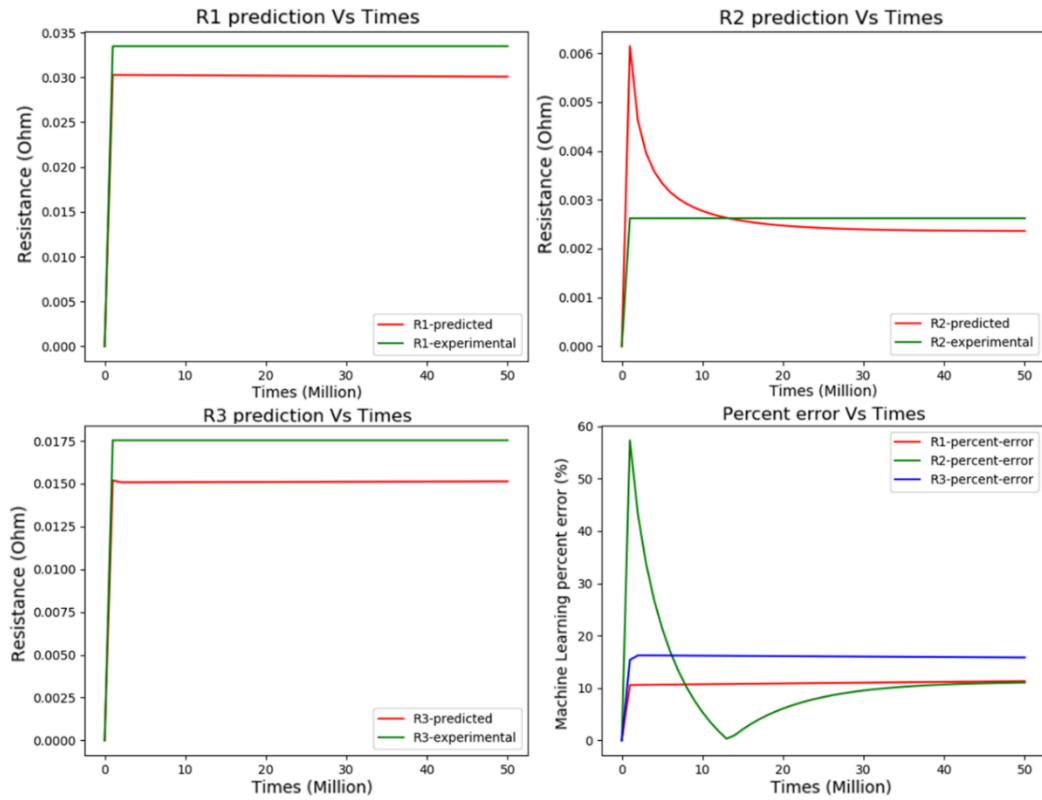 R1 prediction Vs Times
Resistance (Ohm)
0.035
0.030
0.025
0.020
0.015
0.010
0.005
0.000
R1-predicted
R1-experimental
0 10 20 30 40 50
Times (Million)
R2 prediction Vs Times
Resistance (Ohm)
0.006
0.005
0.004
0.003
0.002
0.001
0.000
R2-predicted
R2-experimental
0 10 20 30 40 50
Times (Million)
R3 prediction Vs Times
Resistance (Ohm)
0.0175
0.0150
0.0125
0.0100
0.0075
0.0050
0.0025
0.0000
R3-predicted
R3-experimental
0 10 20 30 40 50
Times (Million)
Percent error Vs Times
Machine Learning percent error (%)
60
50
40
30
20
10
0
R1-percent-error
R2-percent-error
R3-percent-error
0 10 20 30 40 50
Times (Million)